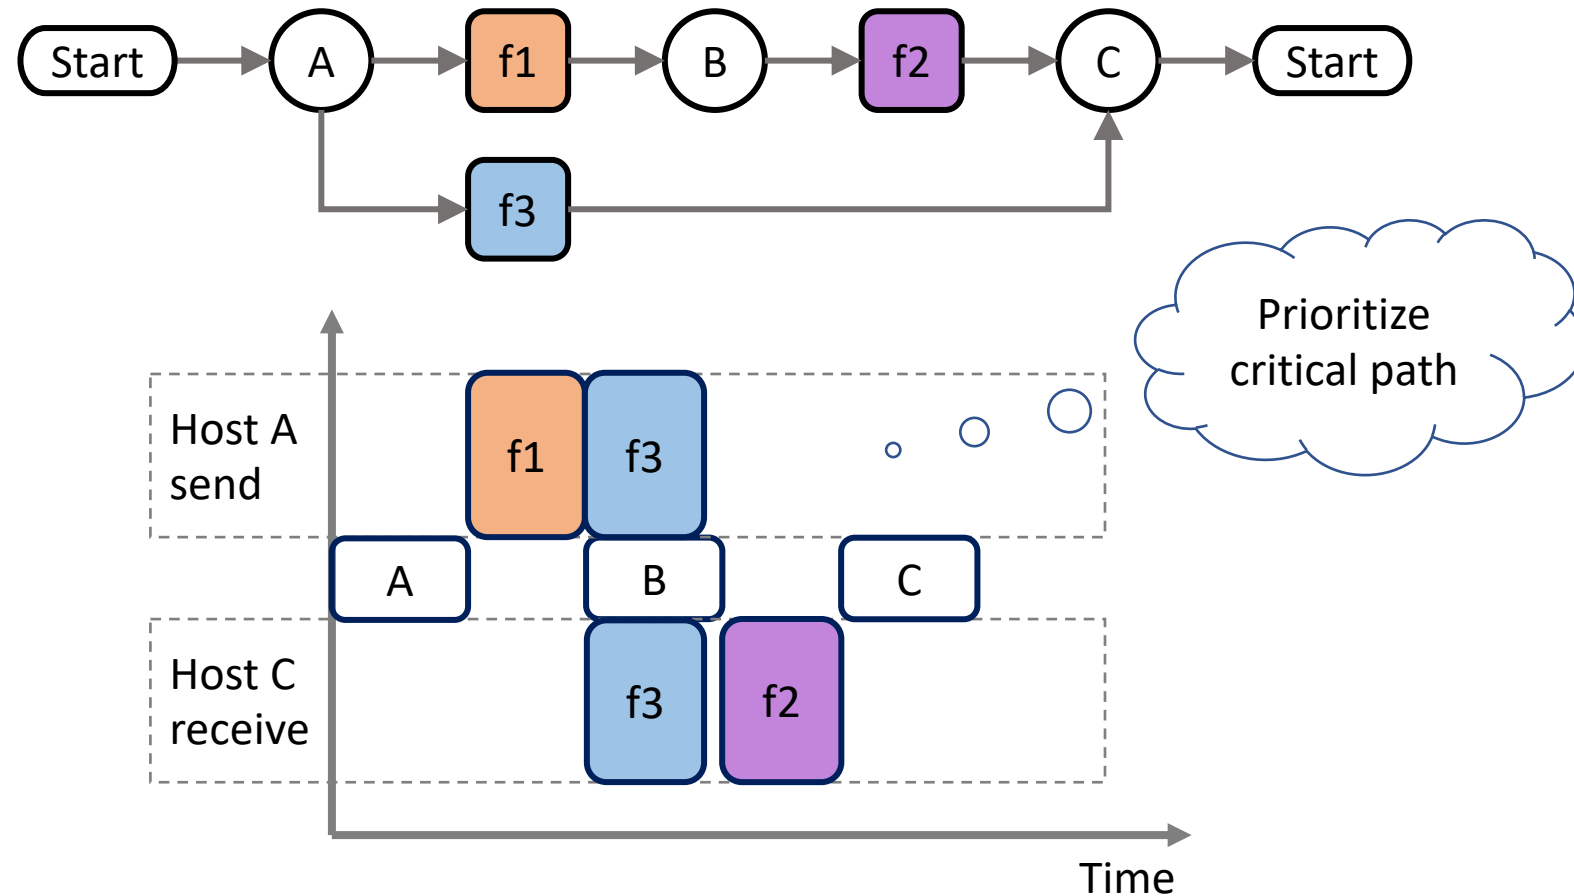 Start
A
f1
B
f2
C
Start
f3
Prioritize
critical path
Host A
send
f1
f3
A
B
C
Host C
receive
f3
f2
Time